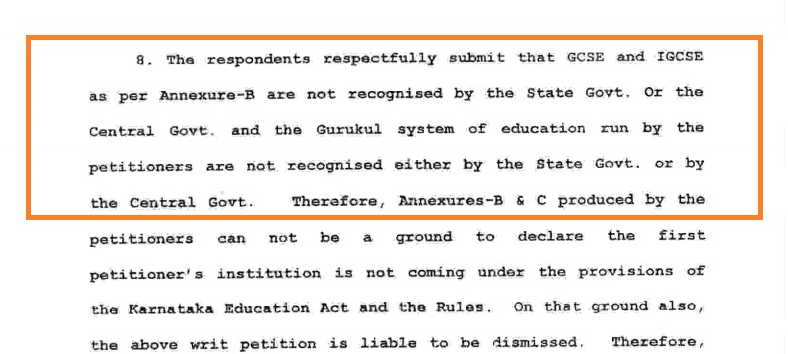 8. The respondents respectfully submit that GCSE and IGCSE
as per Annexure-B are not recognised by the State Govt. Or the
Central Govt. and the Gurukul system of education run by the
petitioners are not recognised either by the State Govt. or by
the Central Govt. Therefore, Annexures-B & C produced by the
petitioners can not be a ground to declare the first
petitioner's institution is not coming under the provisions of
the Karnataka Education Act and the Rules. On that ground also,
the above writ petition is liable to be dismissed. Therefore,